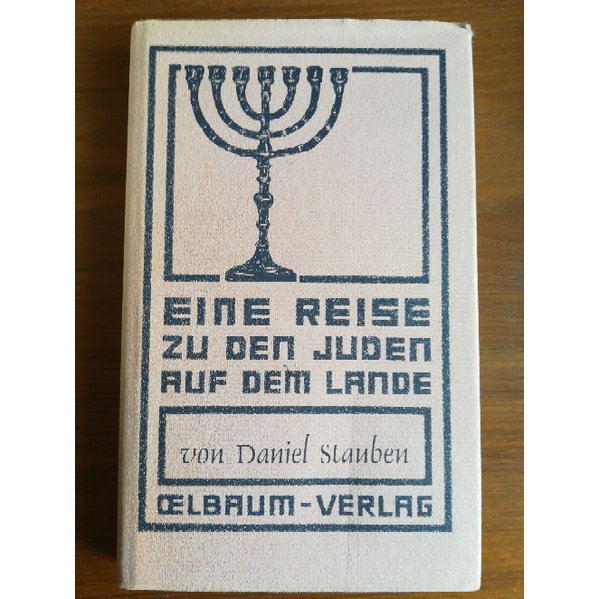 EINE REISE
ZU DEN JUDEN
AUF DEM LANDE
von Daniel Stauben
ŒLBAUM-VERLAG